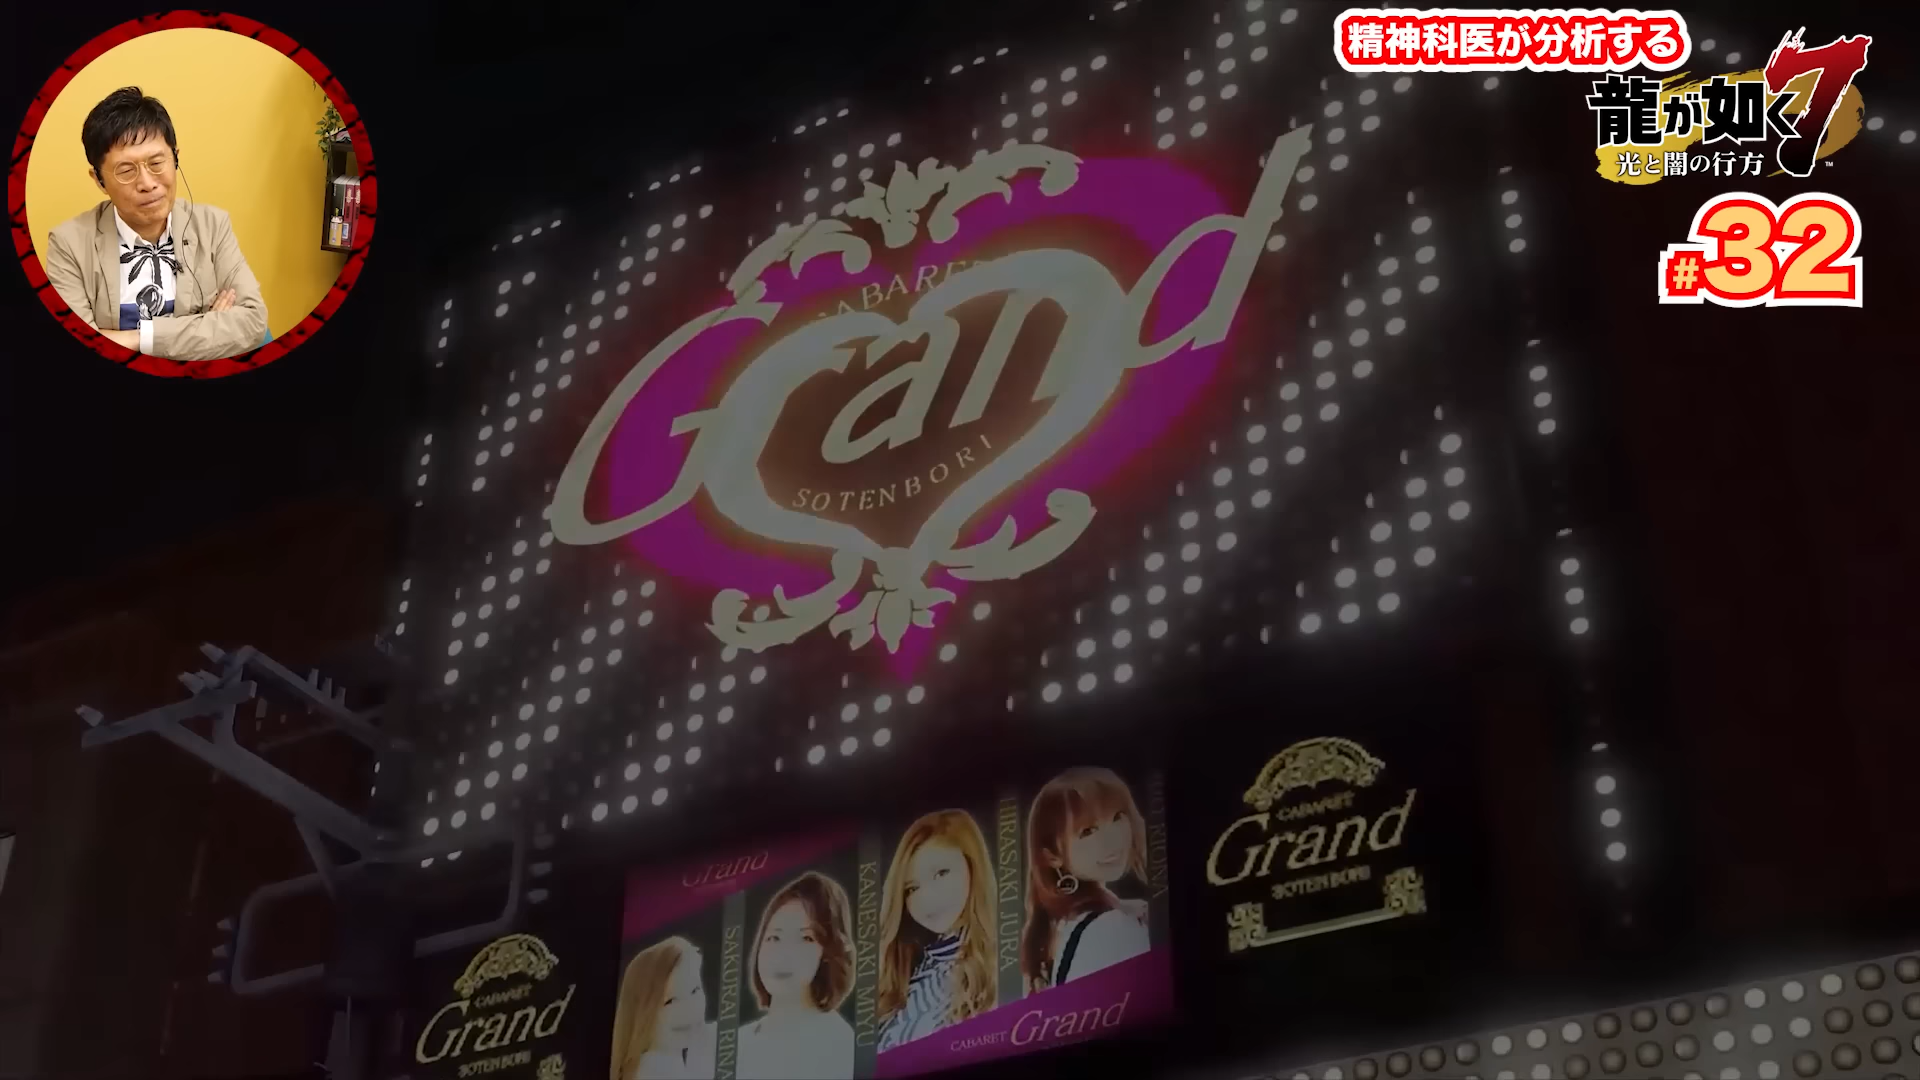 精神科医が分析する
龍が如く7
光と闇の行方
™
#32
Grand
SOTENBORI
Grand
SAKURAI RINA
KANESAKI MIYU
HIRASAKI JURA
CABARET Grand
CABARET
Grand
SOTENBORI
CABARET
Grand
SOTENBORI